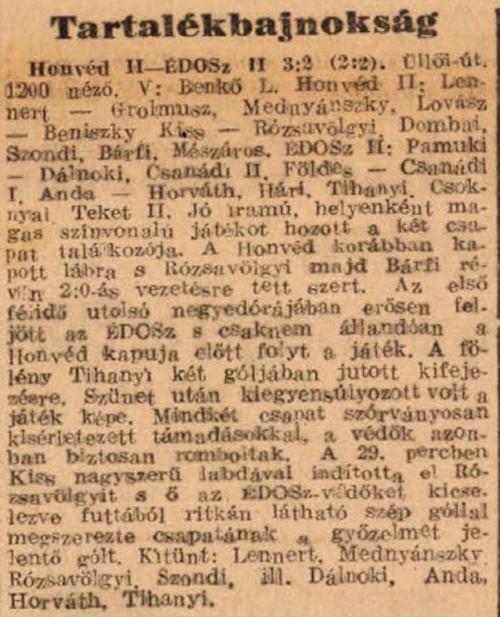 Tartalékbajnokság
Honvéd II—ÉDOSz II 3:2 (2:2). Üllői-út.
1200 néző. V: Benkő L. Honvéd II: Len-
nert — Grolmusz, Mednyánszky, Lovász
— Beniszky Kiss — Rózsavölgyi Dombai,
Szondi, Bárfi, Mészáros. ÉDOSz II: Pamuki
— Dálnoki, Csanádi II, Földes — Csanádi
I, Anda — Horváth, Hári, Tihanyi, Csok-
nyai Teket II. Jó iramú, helyenként ma-
gas színvonalú játékot hozott a két csa-
pat találkozója. A Honvéd korábban ka-
pott lábra s Rózsavölgyi majd Bárfi ré-
vén 2:0-ás vezetésre tett szert. Az első
félidő utolsó negyedórájában erősen fel-
jött az ÉDOSz s csaknem állandóan a
Honvéd kapuja előtt folyt a játék. A fö-
lény Tihanyi két góljában jutott kifeje-
zésre. Szünet után kiegyensúlyozott volt a
játék képe. Mindkét csapat szórványosan
kísérletezett támadásokkal, a védők azon-
ban biztosan romboltak. A 29. percben
Kiss nagyszerű labdával indította el Ró-
zsavölgyit s ő az ÉDOSz-védőket kicse-
lezve futtából ritkán látható szép góllal
megszerezte csapatának a győzelmet je-
lentő gólt. Kitűnt: Lennert, Mednyánszky
Rózsavölgyi, Szondi, ill. Dálnoki, Anda,
Horváth, Tihanyi.